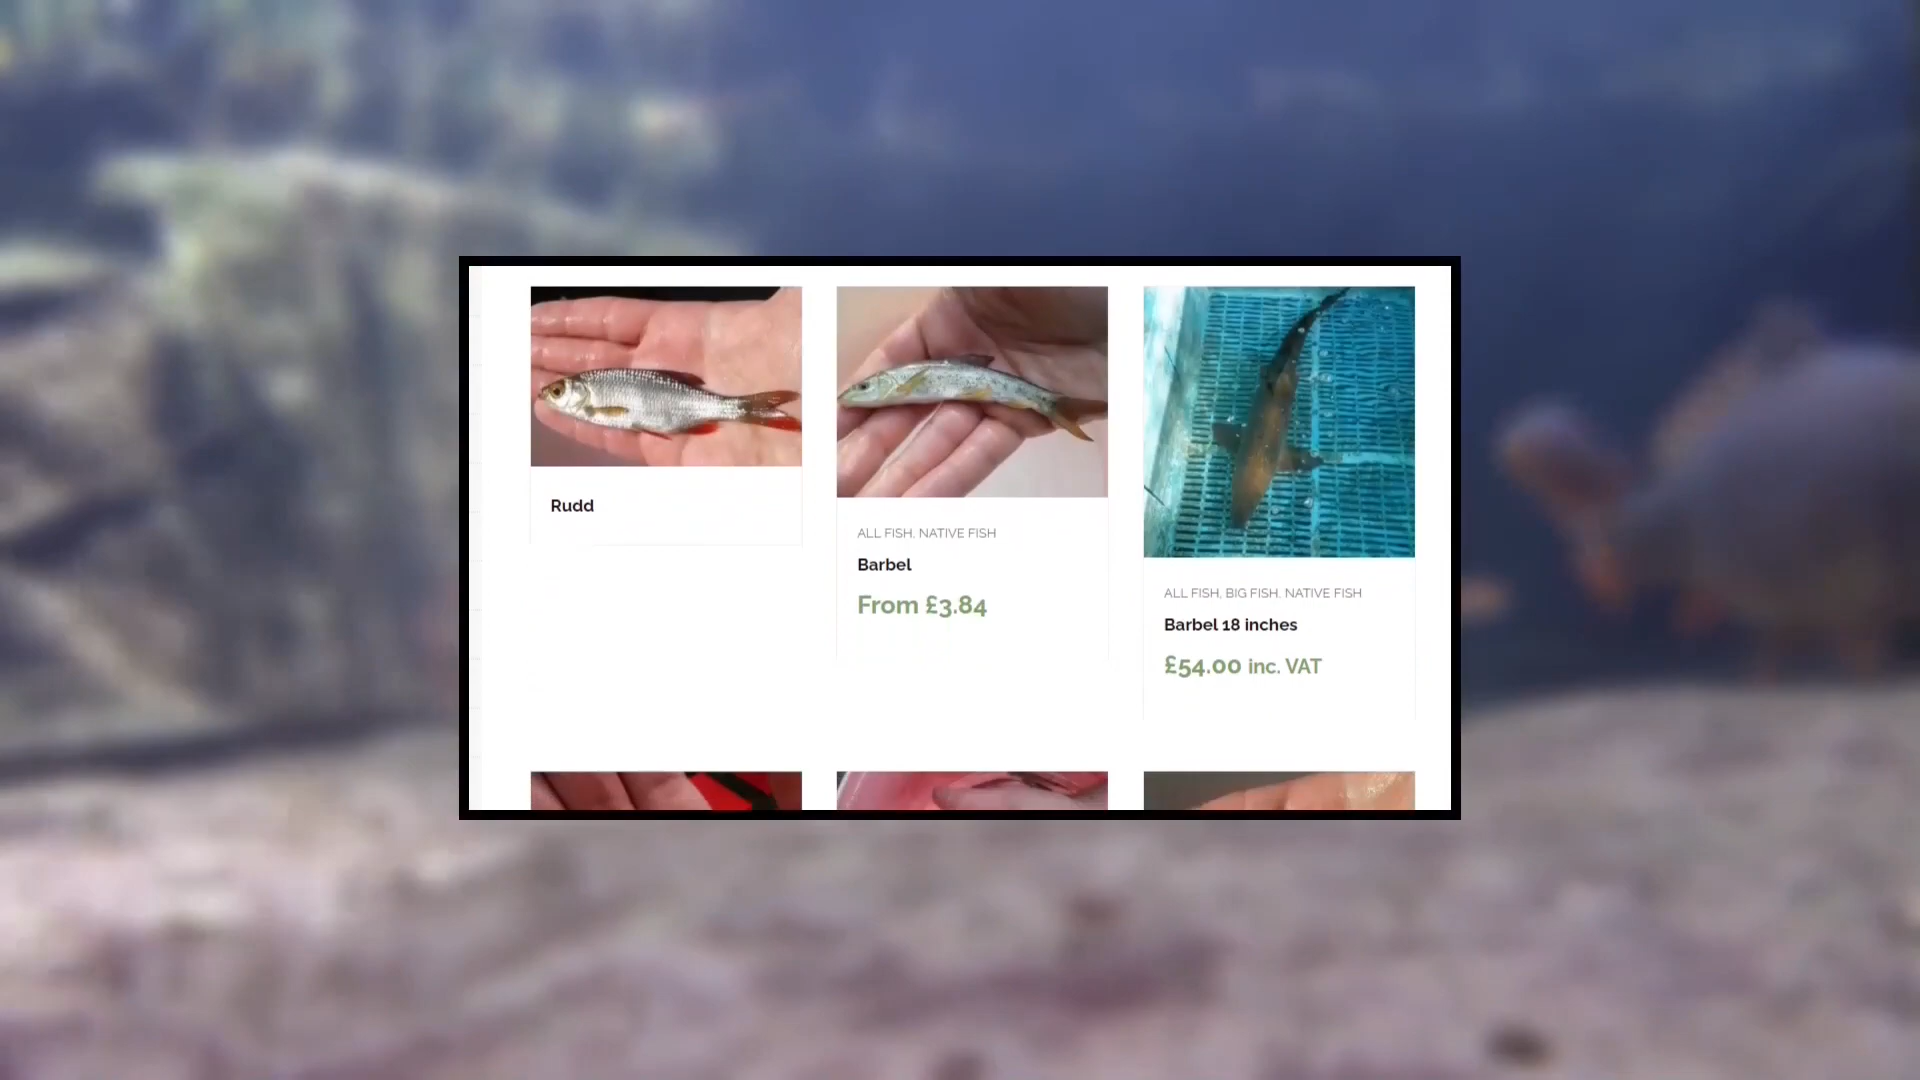 Rudd
ALL FISH, NATIVE FISH
Barbel
From £3.84
ALL FISH, BIG FISH, NATIVE FISH
Barbel 18 inches
£54.00 inc. VAT